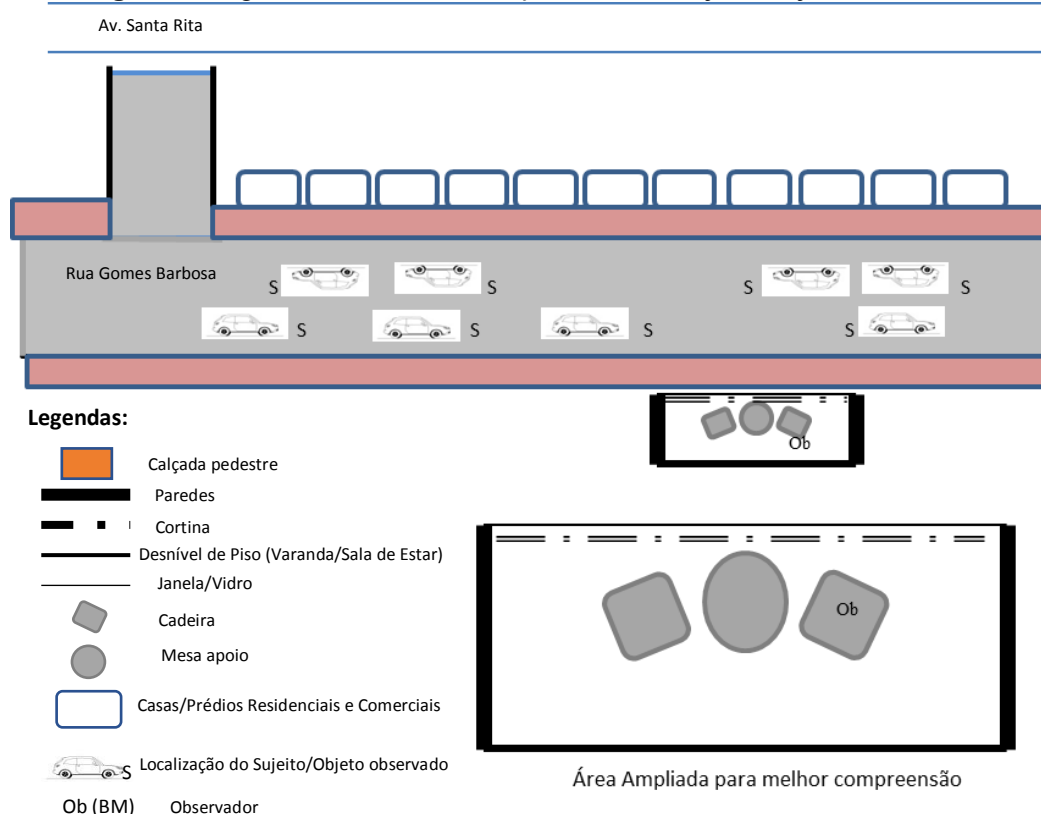 Av. Santa Rita
Rua Gomes Barbosa
S
S
S
S
S
S
S
S
Ob
Legendas:
Calçada pedestre
Paredes
Cortina
Desnível de Piso (Varanda/Sala de Estar)
Janela/Vidro
Cadeira
Mesa apoio
Casas/Prédios Residenciais e Comerciais
S Localização do Sujeito/Objeto observado
Ob (BM) Observador
Ob
Área Ampliada para melhor compreensão